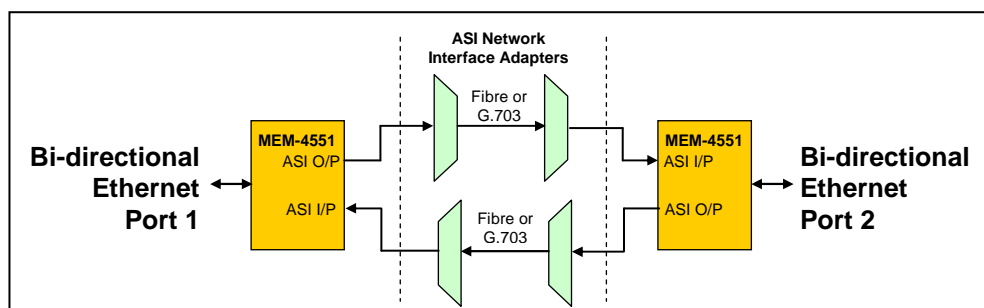 ASI Network
Interface Adapters
Fibre or
G.703
MEM-4551
ASI O/P
ASI I/P
Bi-directional
Ethernet
Port 1
MEM-4551
ASI I/P
ASI O/P
Bi-directional
Ethernet
Port 2
Fibre or
G.703